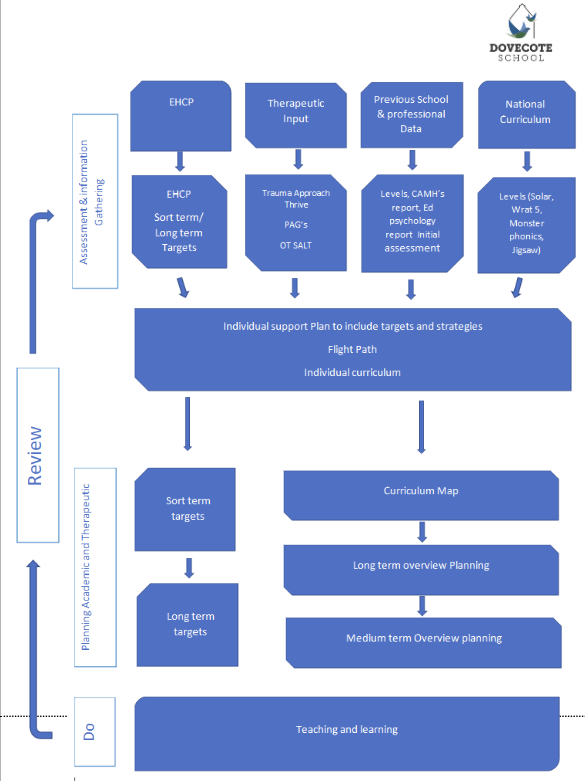 DOVECOTE
SCHOOL
EHCP
Therapeutic
Input
Previous School
& professional
Data
National
Curriculum
Assessment & information
Gathering
EHCP
Sort term/
Long term
Targets
Trauma Approach
Thrive
PAG's
OT SALT
Levels, CAMH's
report, Ed
psychology
report Initial
assessment
Levels (Solar,
Wrat 5,
Monster
phonics,
Jigsaw)
Individual support Plan to include targets and strategies
Flight Path
Individual curriculum
Review
Planning Academic and Therapeutic
Sort term
targets
Long term
targets
Curriculum Map
Long term overview Planning
Medium term Overview planning
Do
Teaching and learning